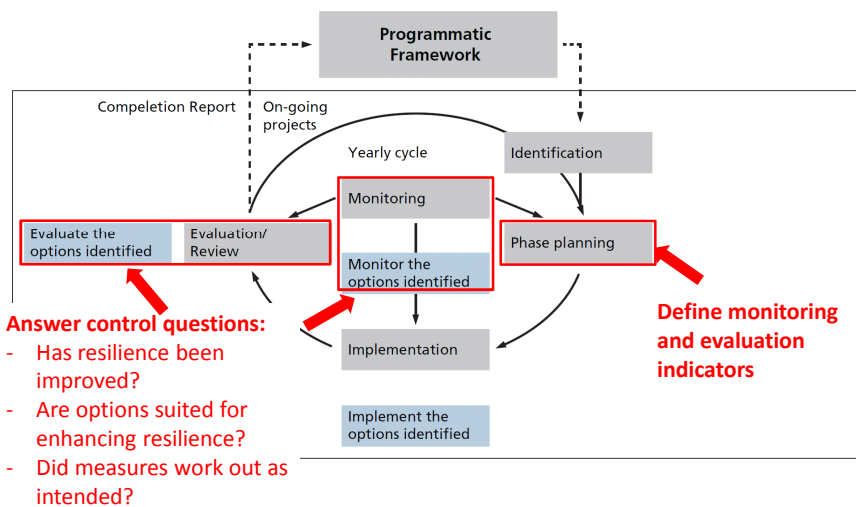 Programmatic
Framework
Compeletion Report
On-going
projects
Yearly cycle
Identification
Monitoring
Evaluate the
options identified
Evaluation/
Review
Phase planning
Monitor the
options identified
Answer control questions:
- Has resilience been
improved?
- Are options suited for
enhancing resilience?
- Did measures work out as
intended?
Define monitoring
and evaluation
indicators
Implementation
Implement the
options identified